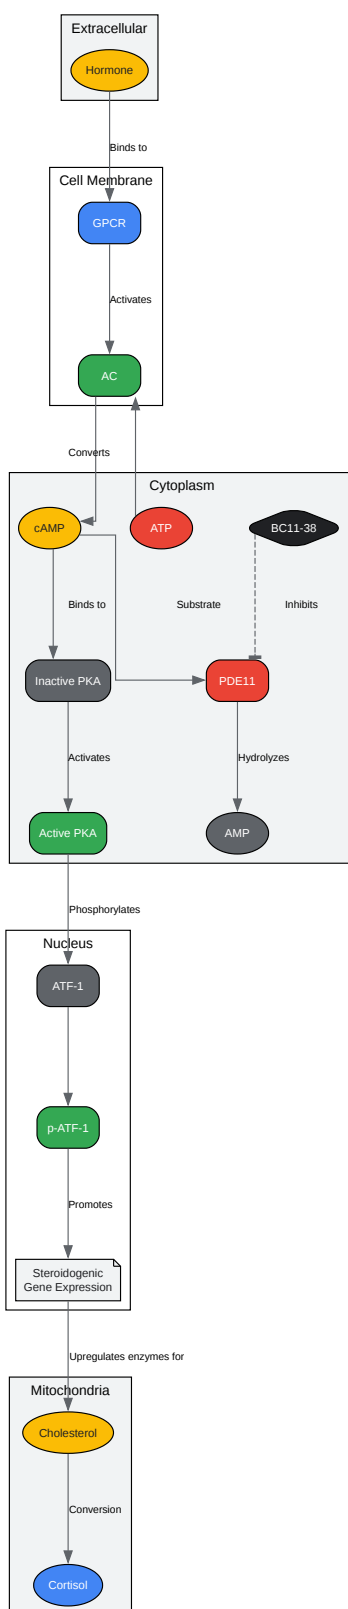 Extracellular
Hormone
Binds to
Cell Membrane
GPCR
Activates
AC
Converts
Cytoplasm
cAMP
ATP
BC11-38
Binds to
Substrate
Inhibits
Inactive PKA
PDE11
Activates
Hydrolyzes
Active PKA
AMP
Phosphorylates
Nucleus
ATF-1
p-ATF-1
Promotes
Steroidogenic
Gene Expression
Upregulates enzymes for
Mitochondria
Cholesterol
Conversion
Cortisol